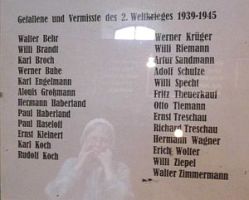 Gefallene und Vermisste des 2. Weltkrieges 1939-1945
Walter Behr
Willi Brandt
Karl Broch
Werner Buhe
Karl Engelmann
Alouis Großmann
Hermann Haberland
Paul Haberland
Paul Haseloff
Ernst Kleinert
Karl Koch
Rudolf Koch
Werner Krüger
Willi Riemann
Artur Sandmann
Adolf Schulze
Willi Specht
Fritz Theuerkauf
Otto Tiemann
Ernst Treschau
Richard Treschau
Hermann Wagner
Erich Wolter
Willi Ziepel
Walter Zimmermann